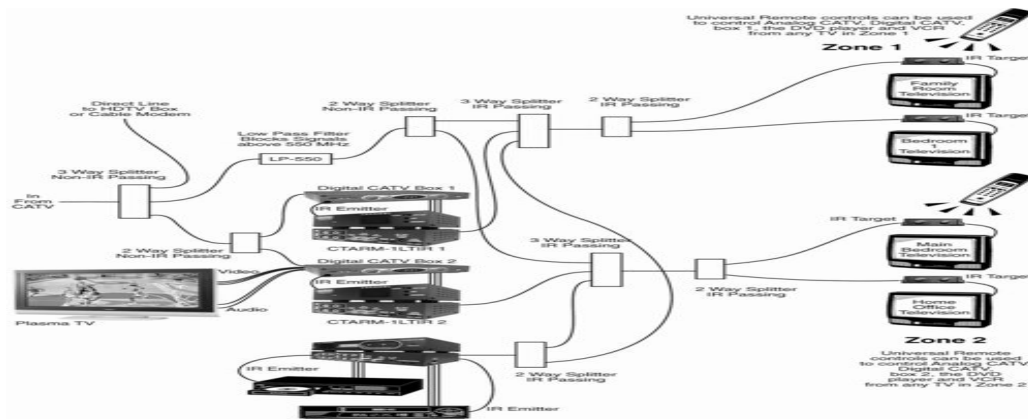 Universal Remote controls can be used
to control Analog CATV, Digital CATV,
box 1, the DVD player and VCR
from any TV in Zone 1
Zone 1
IR Target
Family
Room
Television
IR Target
Bedroom
1
Television
Direct Line
to HDTV Box
or Cable Modem
2 Way Splitter
Non-IR Passing
3 Way Splitter
IR Passing
2 Way Splitter
IR Passing
Low Pass Filter
Blocks Signals
above 550 MHz
LP-550
3 Way Splitter
Non-IR Passing
In
From CATV
Digital CATV Box 1
IR Emitter
CTARM-1LTIR 1
2 Way Splitter
Non-IR Passing
Digital CATV Box 2
IR Emitter
CTARM-1LTIR 2
Video
Audio
Plasma TV
3 Way Splitter
IR Passing
2 Way Splitter
IR Passing
IR Target
Main
Bedroom
Television
IR Target
Home
Office
Television
Zone 2
Universal Remote
controls can be used
to control Analog CATV,
Digital CATV,
box 2, the DVD
player and VCR
from any TV in Zone 2
2 Way Splitter
IR Passing
IR Emitter
IR Emitter